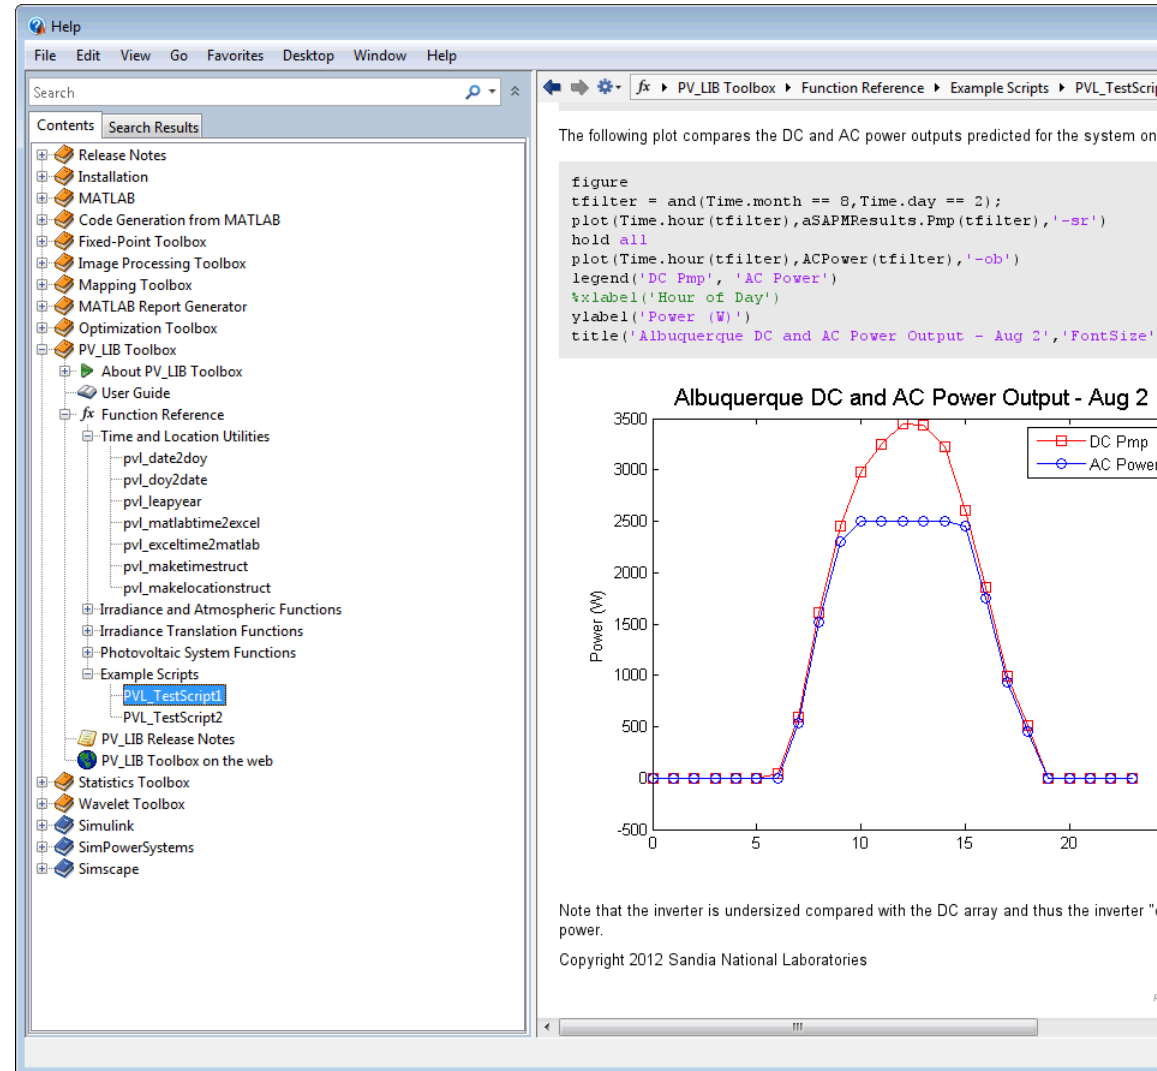 Help
File Edit View Go Favorites Desktop Window Help
Search
Contents Search Results
Release Notes
Installation
MATLAB
Code Generation from MATLAB
Fixed-Point Toolbox
Image Processing Toolbox
Mapping Toolbox
MATLAB Report Generator
Optimization Toolbox
PV_LIB Toolbox
About PV_LIB Toolbox
User Guide
fx Function Reference
Time and Location Utilities
pvl_date2doy
pvl_doy2date
pvl_leapyear
pvl_matlabtime2excel
pvl_exceltime2matlab
pvl_maketimestruct
pvl_makelocationstruct
Irradiance and Atmospheric Functions
Irradiance Translation Functions
Photovoltaic System Functions
Example Scripts
PVL_TestScript1
PVL_TestScript2
PV_LIB Release Notes
PV_LIB Toolbox on the web
Statistics Toolbox
Wavelet Toolbox
Simulink
SimPowerSystems
Simscape
fx PV_LIB Toolbox Function Reference Example Scripts PVL_TestScrip
The following plot compares the DC and AC power outputs predicted for the system on
figure
tfilter = and(Time.month == 8,Time.day == 2);
plot(Time.hour(tfilter),aSAPMResults.Pmp(tfilter),'-sr')
hold all
plot(Time.hour(tfilter),ACPower(tfilter),'-ob')
legend('DC Pmp', 'AC Power')
%xlabel('Hour of Day')
ylabel('Power (W)')
title('Albuquerque DC and AC Power Output - Aug 2','FontSize'
Albuquerque DC and AC Power Output - Aug 2
3500
3000
2500
2000
1500
1000
500
0
-500
Power (W)
DC Pmp
AC Power
0 5 10 15 20
Note that the inverter is undersized compared with the DC array and thus the inverter "
power.
Copyright 2012 Sandia National Laboratories